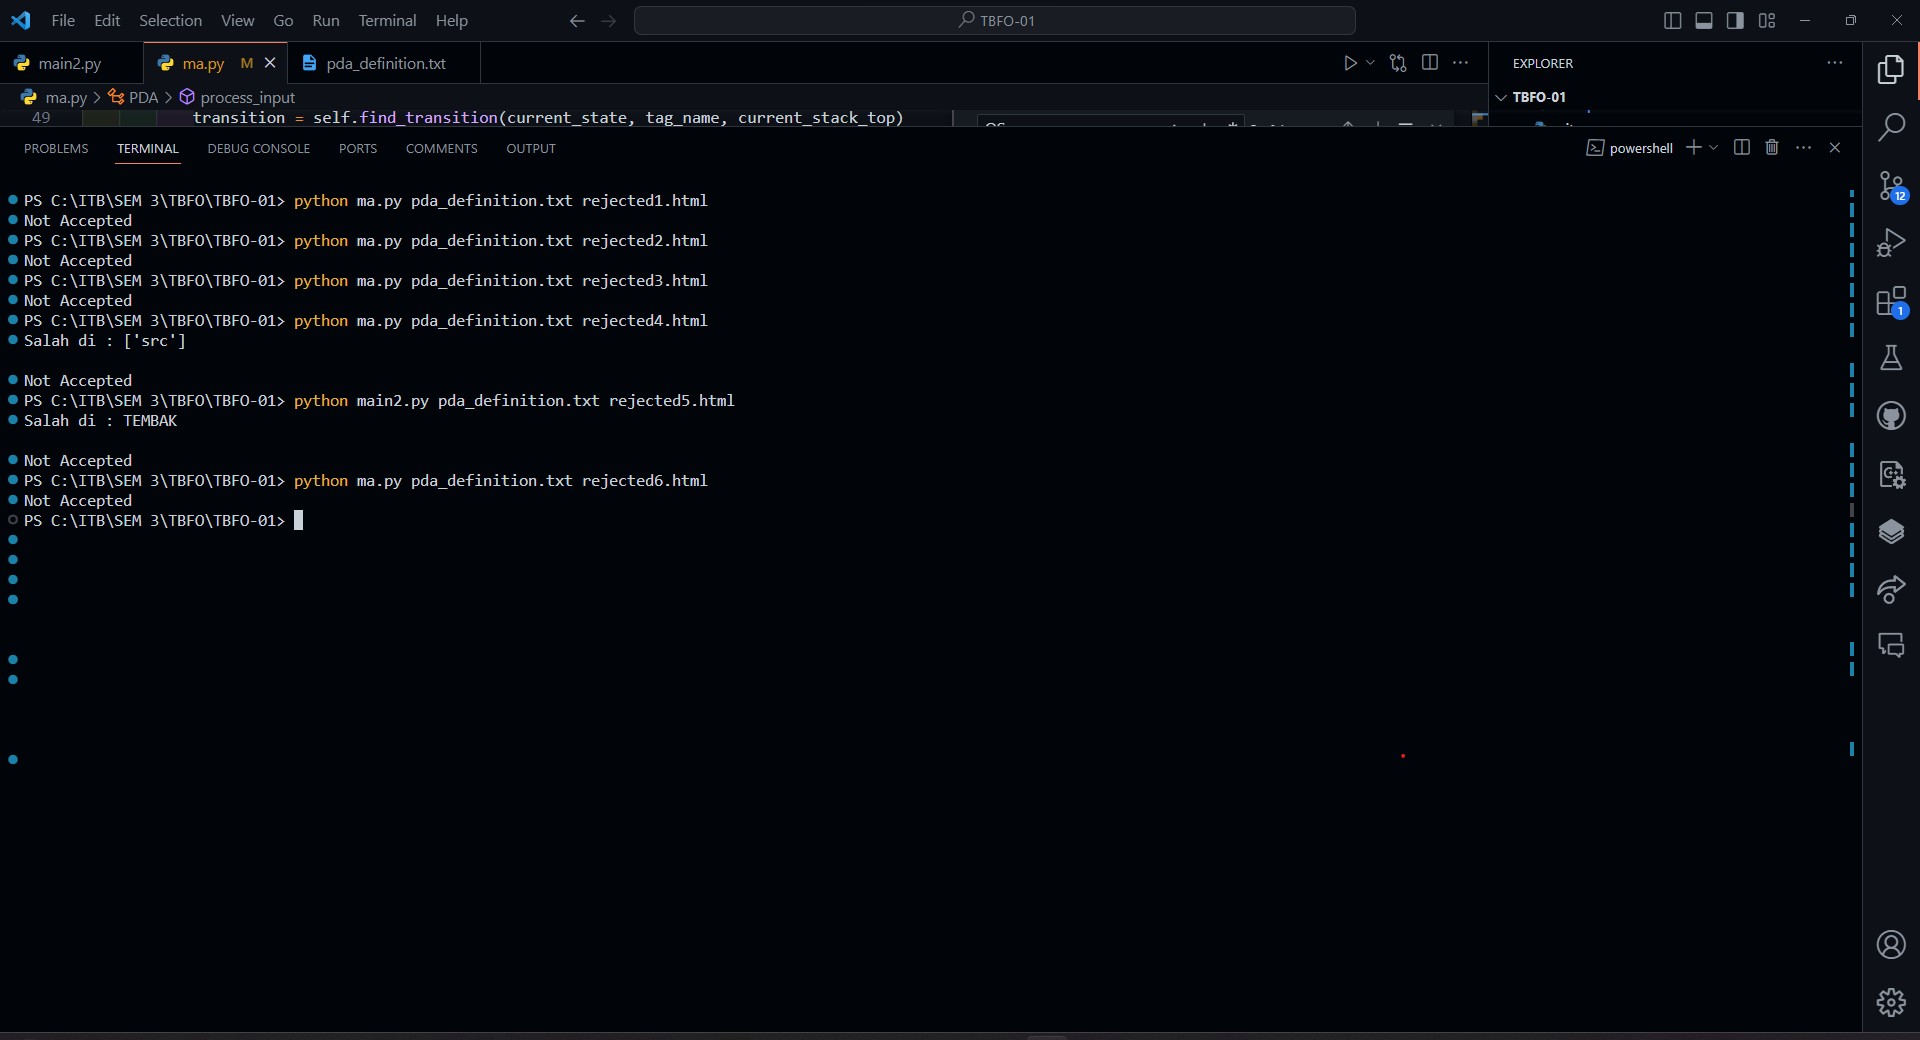 File Edit Selection View Go Run Terminal Help
TBFO-01
main2.py
ma.py M
pda_definition.txt
EXPLORER
ma.py > PDA > process_input
TBFO-01
49 transition = self.find_transition(current_state, tag_name, current_stack_top)
PROBLEMS TERMINAL DEBUG CONSOLE PORTS COMMENTS OUTPUT
powershell
PS C:\ITB\SEM 3\TBFO\TBFO-01> python ma.py pda_definition.txt rejected1.html
Not Accepted
PS C:\ITB\SEM 3\TBFO\TBFO-01> python ma.py pda_definition.txt rejected2.html
Not Accepted
PS C:\ITB\SEM 3\TBFO\TBFO-01> python ma.py pda_definition.txt rejected3.html
Not Accepted
PS C:\ITB\SEM 3\TBFO\TBFO-01> python ma.py pda_definition.txt rejected4.html
Salah di : ['src']
Not Accepted
PS C:\ITB\SEM 3\TBFO\TBFO-01> python main2.py pda_definition.txt rejected5.html
Salah di : TEMBAK
Not Accepted
PS C:\ITB\SEM 3\TBFO\TBFO-01> python ma.py pda_definition.txt rejected6.html
Not Accepted
PS C:\ITB\SEM 3\TBFO\TBFO-01>
12
1